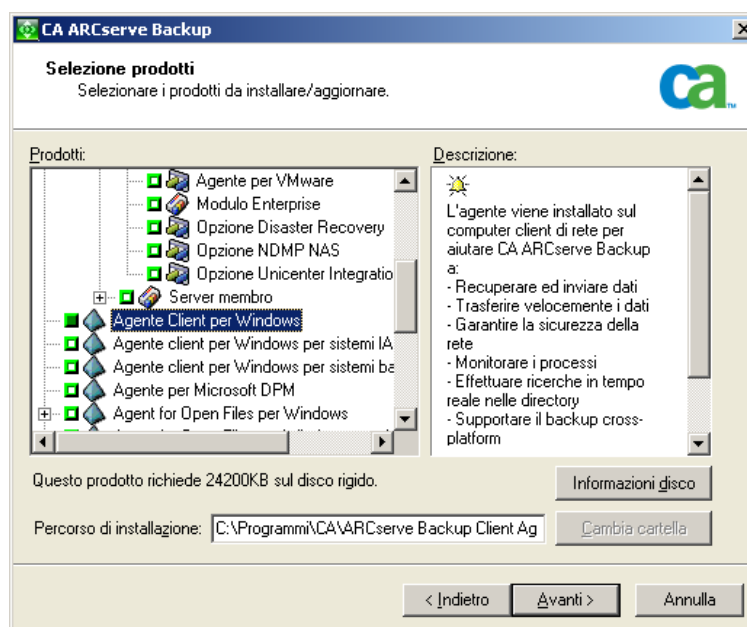 CA ARCserve Backup
Selezione prodotti
Selezionare i prodotti da installare/aggiornare.
ca
Prodotti:
Agente per VMware
Modulo Enterprise
Opzione Disaster Recovery
Opzione NDMP NAS
Opzione Unicenter Integratio
Server membro
Agente Client per Windows
Agente client per Windows per sistemi IA
Agente client per Windows per sistemi ba
Agente per Microsoft DPM
Agent for Open Files per Windows
Descrizione:
L'agente viene installato sul
computer client di rete per
aiutare CA ARCserve Backup
a:
- Recuperare ed inviare dati
- Trasferire velocemente i dati
- Garantire la sicurezza della
rete
- Monitorare i processi
- Effettuare ricerche in tempo
reale nelle directory
- Supportare il backup cross-
platform
Questo prodotto richiede 24200KB sul disco rigido.
Informazioni disco
Percorso di installazione:
C:\Programmi\CA\ARCserve Backup Client Ag
Cambia cartella
< Indietro
Avanti >
Annulla